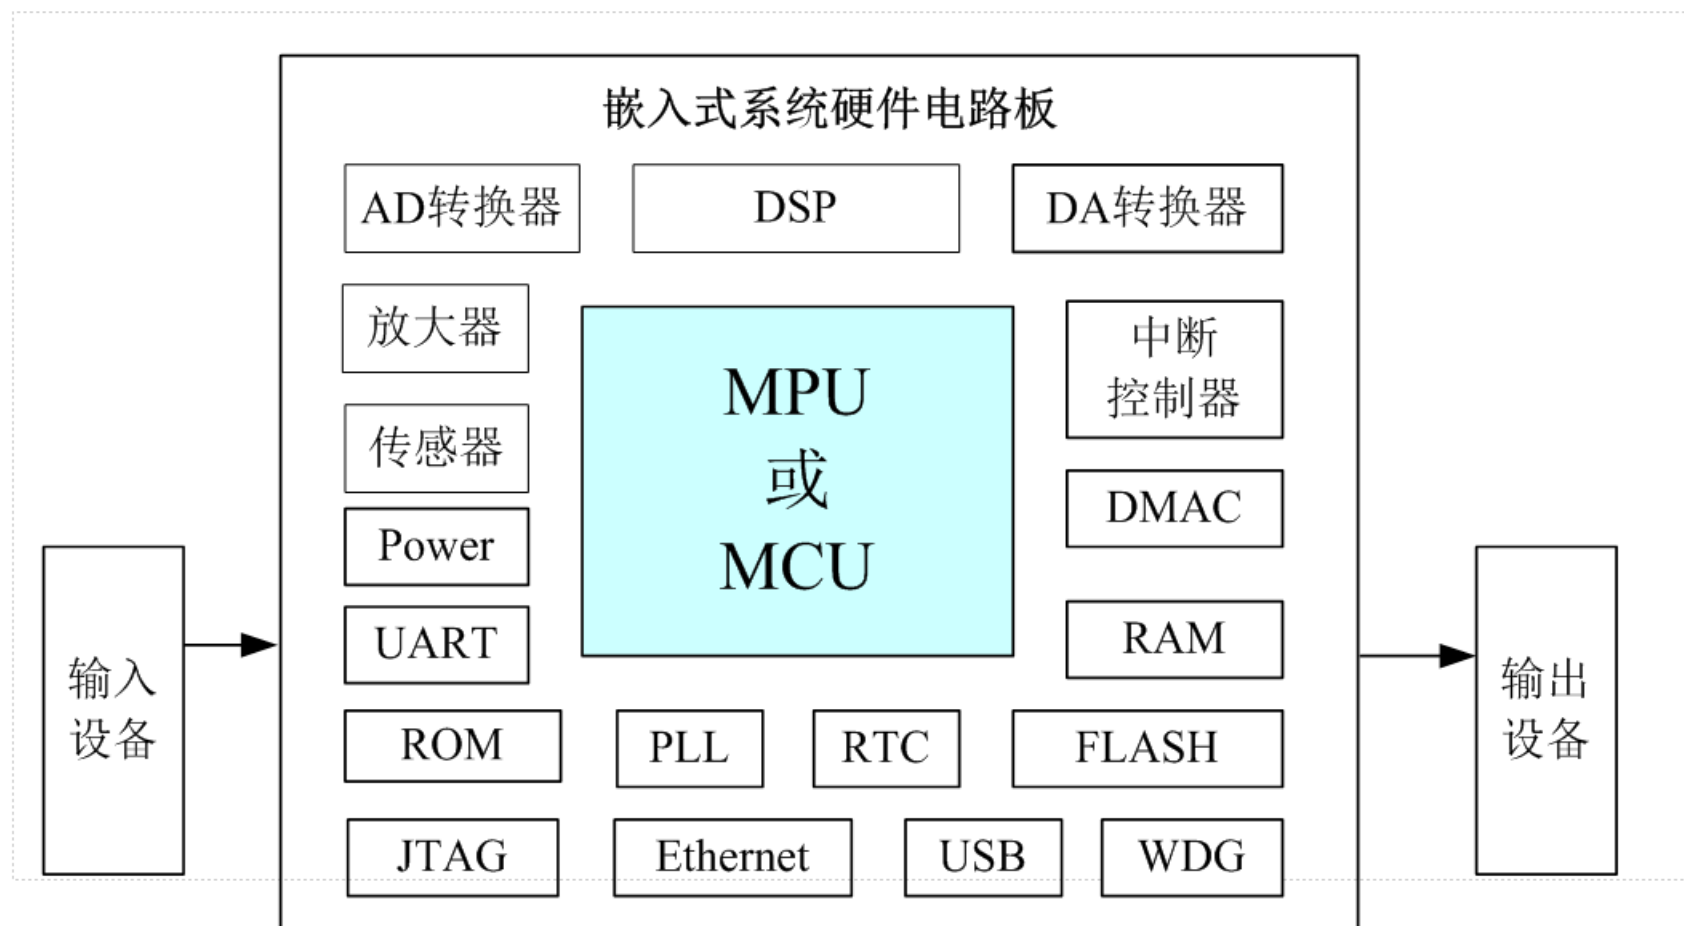 嵌入式系统硬件电路板
AD转换器
DSP
DA转换器
放大器
MPU
或
MCU
中断
控制器
传感器
DMAC
Power
UART
RAM
输入
设备
输出
设备
ROM
PLL
RTC
FLASH
JTAG
Ethernet
USB
WDG